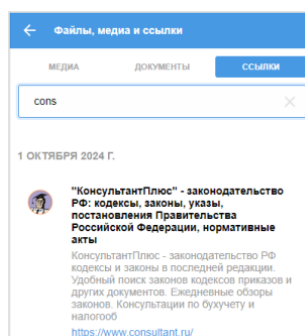 Файлы, медиа и ссылки
МЕДИА ДОКУМЕНТЫ ССЫЛКИ
cons
1 ОКТЯБРЯ 2024 Г.
"КонсультантПлюс" - законодательство
РФ: кодексы, законы, указы,
постановления Правительства
Российской Федерации, нормативные
акты
КонсультантПлюс - законодательство РФ
кодексы и законы в последней редакции.
Удобный поиск законов кодексов приказов и
других документов. Ежедневные обзоры
законов. Консультации по бухучету и
налогооб
https://www.consultant.ru/